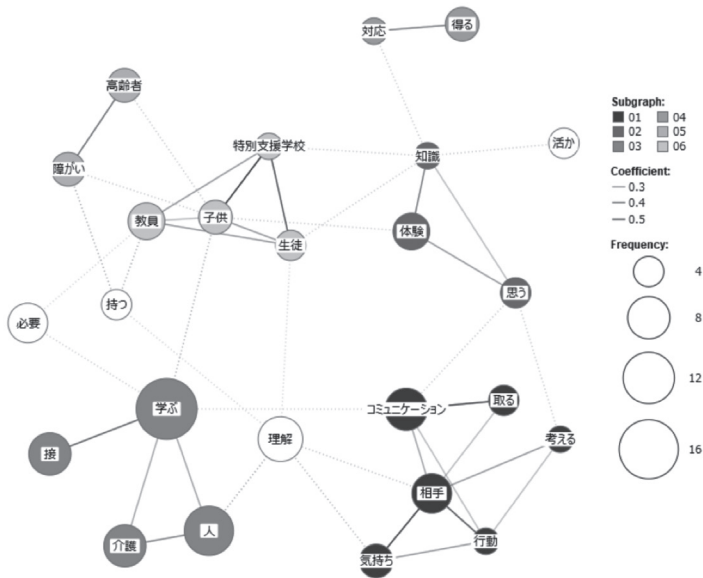 対応
得る
高齢者
特別支援学校
知識
活か
障がい
教員
子供
生徒
体験
思う
持つ
必要
学ぶ
コミュニケーション
取る
理解
考える
接
相手
人
介護
行動
気持ち
Subgraph:
01 04
02 05
03 06
Coefficient:
0.3
0.4
0.5
Frequency:
4
8
12
16